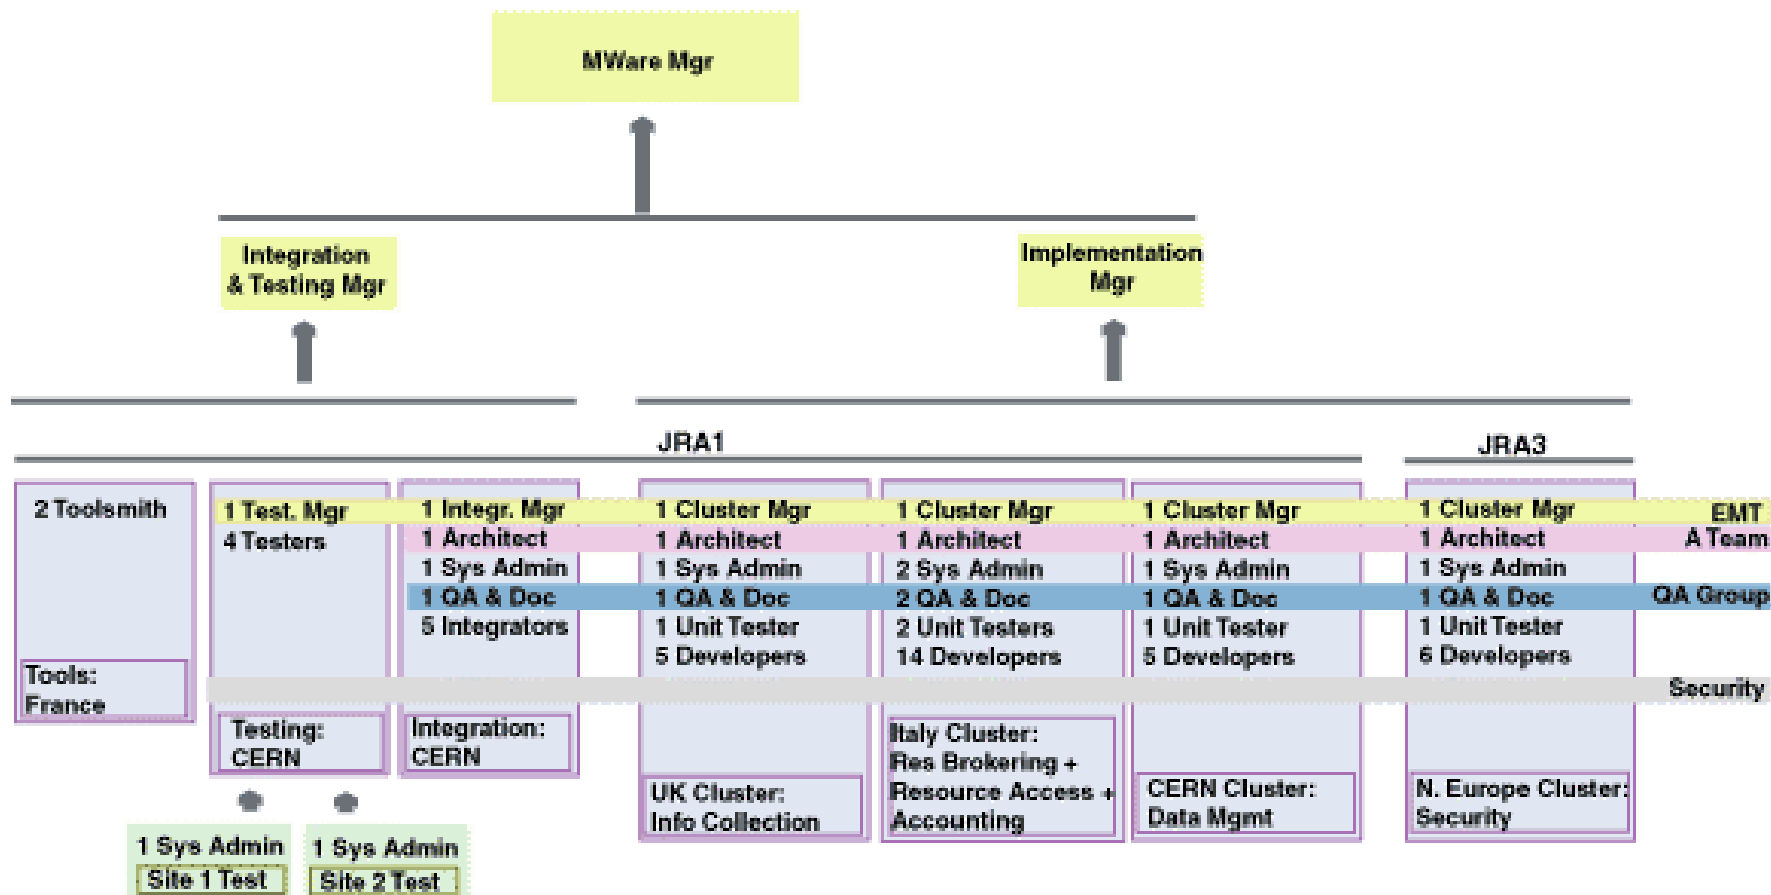 MWare Mgr
Integration
& Testing Mgr
Implementation
Mgr
JRA1
JRA3
2 Toolsmith
Tools:
France
1 Test. Mgr
4 Testers
Testing:
CERN
1 Integr. Mgr
1 Architect
1 Sys Admin
1 QA & Doc
5 Integrators
Integration:
CERN
1 Cluster Mgr
1 Architect
1 Sys Admin
1 QA & Doc
1 Unit Tester
5 Developers
UK Cluster:
Info Collection
1 Cluster Mgr
1 Architect
2 Sys Admin
2 QA & Doc
2 Unit Testers
14 Developers
Italy Cluster:
Res Brokering +
Resource Access +
Accounting
1 Cluster Mgr
1 Architect
1 Sys Admin
1 QA & Doc
1 Unit Tester
5 Developers
CERN Cluster:
Data Mgmt
1 Cluster Mgr
1 Architect
1 Sys Admin
1 QA & Doc
1 Unit Tester
6 Developers
N. Europe Cluster:
Security
EMT
A Team
QA Group
Security
1 Sys Admin
Site 1 Test
1 Sys Admin
Site 2 Test